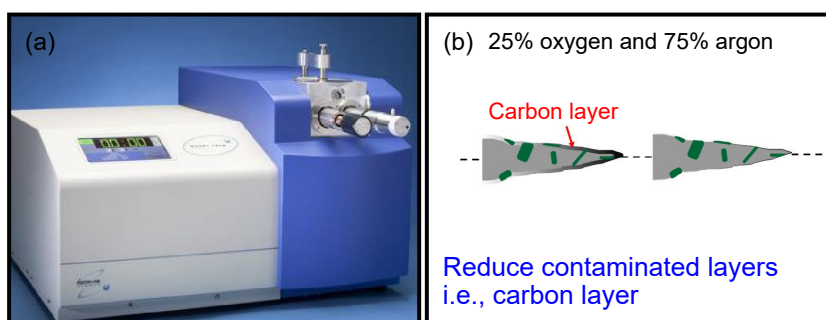 (a)
00:00
(b) 25% oxygen and 75% argon
Carbon layer
Reduce contaminated layers
i.e., carbon layer